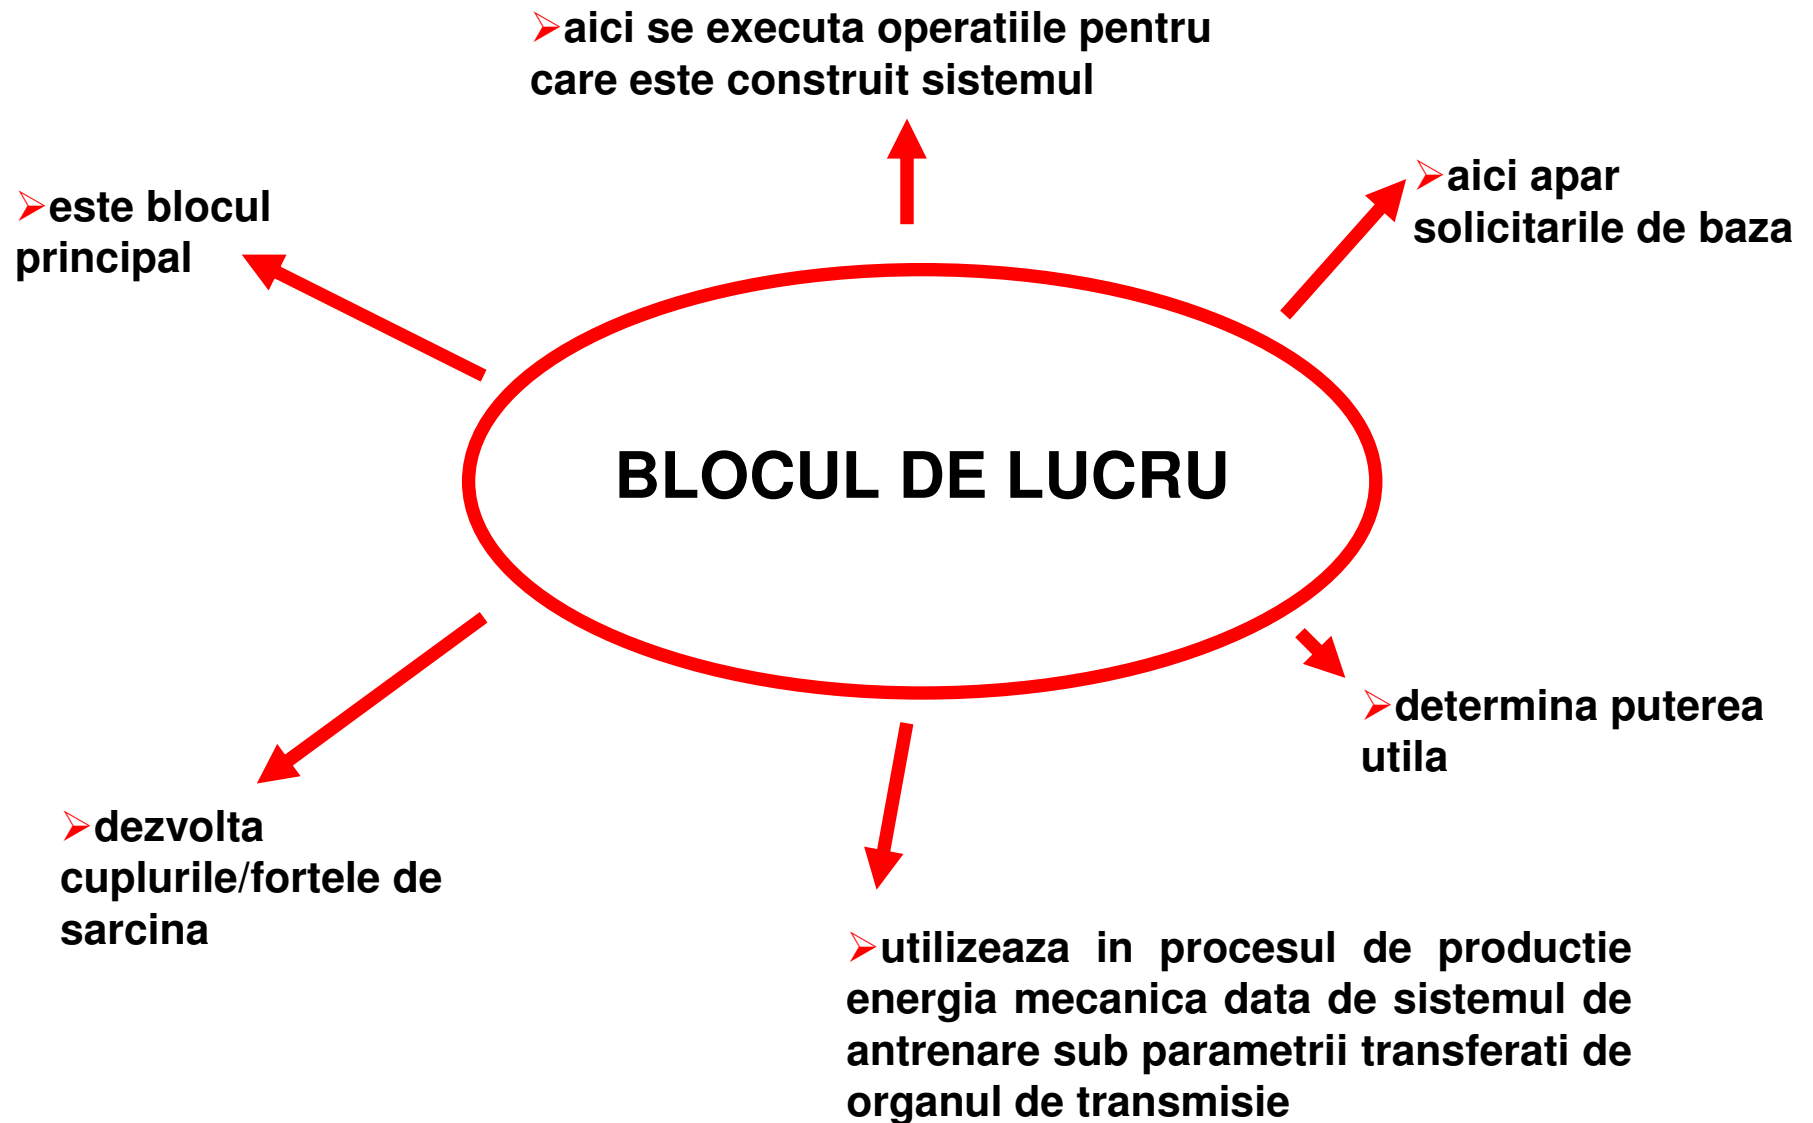 ➢aici se executa operatiile pentru
care este construit sistemul
➢este blocul
principal
➢aici apar
solicitarile de baza
BLOCUL DE LUCRU
➢determina puterea
utila
➢dezvolta
cuplurile/fortele de
sarcina
➢utilizeaza in procesul de productie
energia mecanica data de sistemul de
antrenare sub parametrii transferati de
organul de transmisie